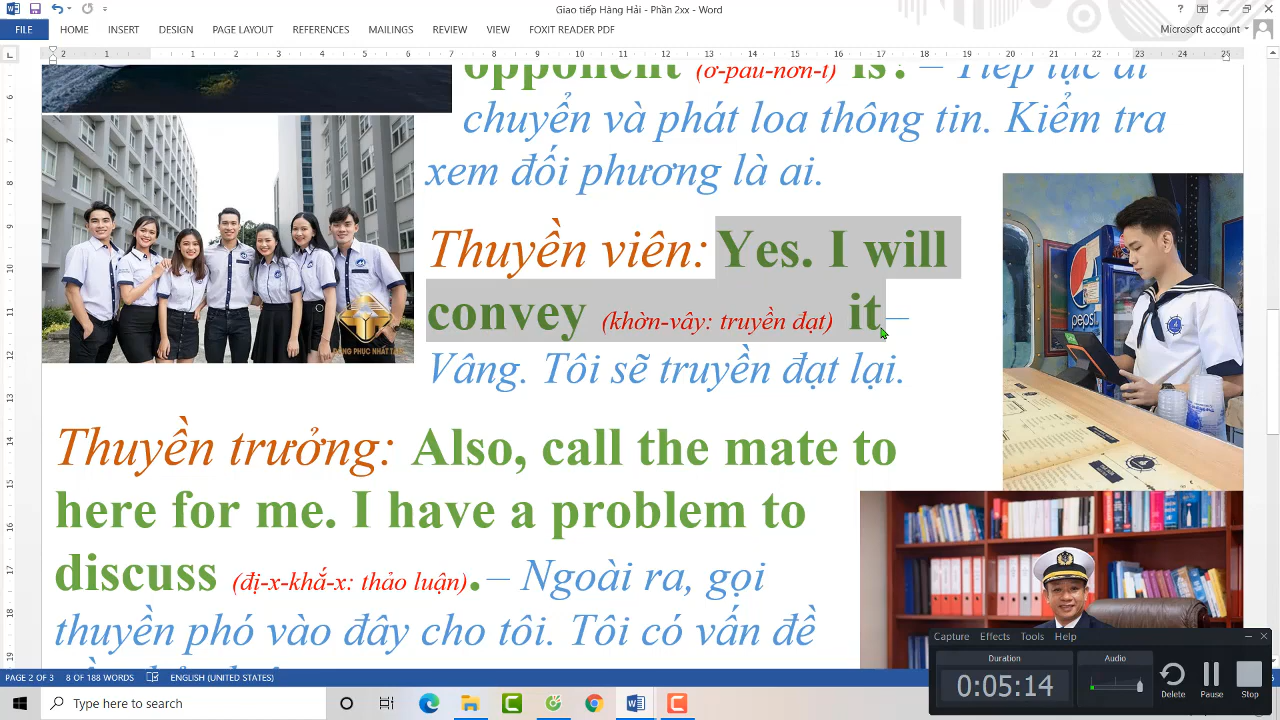 Giao tiếp Hàng Hải - Phần 2xx - Word
FILE HOME INSERT DESIGN PAGE LAYOUT REFERENCES MAILINGS REVIEW VIEW FOXIT READER PDF Microsoft account
opponent (ơ-pau-nơn-t) is? – Tiếp tục di
chuyển và phát loa thông tin. Kiểm tra
xem đối phương là ai.
Thuyền viên: Yes. I will
convey (khờn-vây: truyền đạt) it –
Vâng. Tôi sẽ truyền đạt lại.
pepsi
ĐỒNG PHỤC NHẤT TÂM
Thuyền trưởng: Also, call the mate to
here for me. I have a problem to
discuss (đị-x-khắ-x: thảo luận). – Ngoài ra, gọi
thuyền phó vào đây cho tôi. Tôi có vấn đề
Capture Effects Tools Help
Duration Audio
0:05:14
Delete Pause Stop
PAGE 2 OF 3 8 OF 188 WORDS ENGLISH (UNITED STATES)
Type here to search